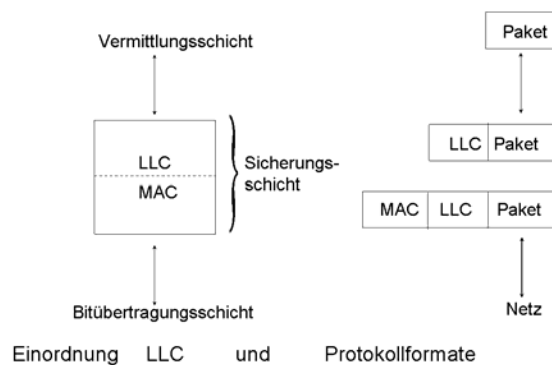 Vermittlungsschicht
LLC
MAC
Sicherungs-
schicht
Bitübertragungsschicht
Paket
LLC Paket
MAC LLC Paket
Netz
Einordnung LLC und Protokollformate